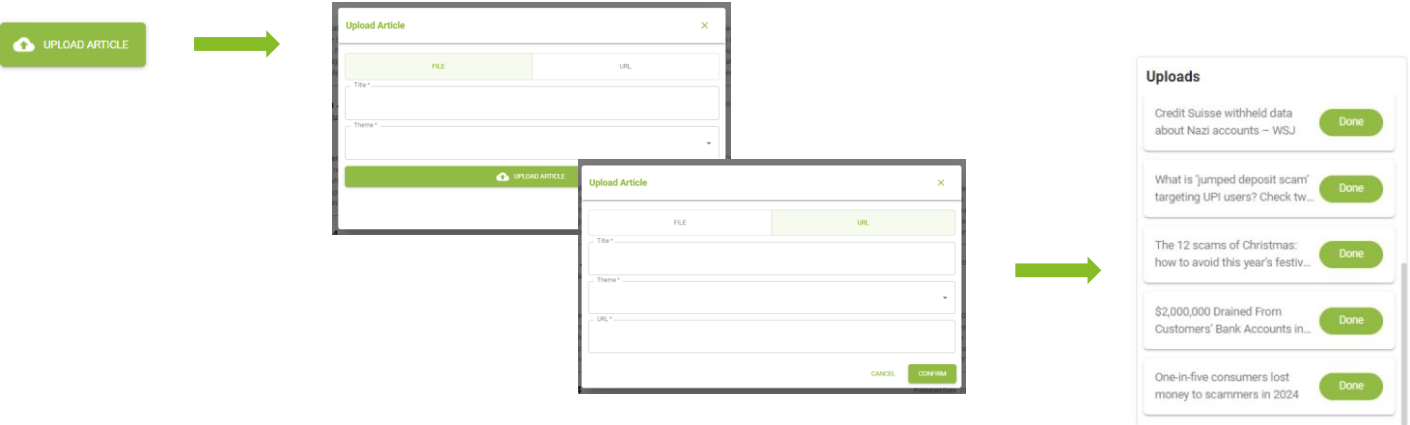 UPLOAD ARTICLE
Upload Article
FILE
URL
Title *
Theme *
UPLOAD ARTICLE
Upload Article
FILE
URL
Title *
Theme *
URL *
CANCEL
CONFIRM
Uploads
Credit Suisse withheld data
about Nazi accounts – WSJ
Done
What is 'jumped deposit scam'
targeting UPI users? Check tw...
Done
The 12 scams of Christmas:
how to avoid this year's festiv...
Done
$2,000,000 Drained From
Customers' Bank Accounts in...
Done
One-in-five consumers lost
money to scammers in 2024
Done